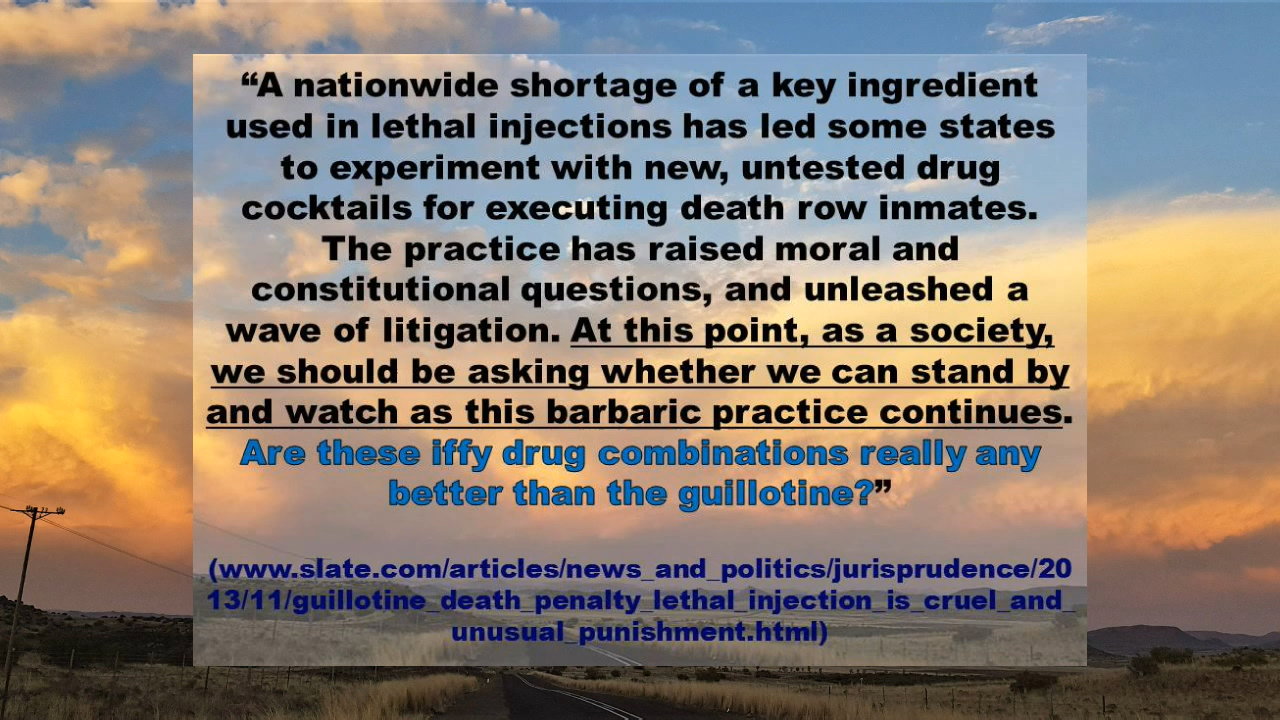 “A nationwide shortage of a key ingredient
used in lethal injections has led some states
to experiment with new, untested drug
cocktails for executing death row inmates.
The practice has raised moral and
constitutional questions, and unleashed a
wave of litigation. At this point, as a society,
we should be asking whether we can stand by
and watch as this barbaric practice continues.
Are these iffy drug combinations really any
better than the guillotine?”
(www.slate.com/articles/news_and_politics/jurisprudence/20
13/11/guillotine_death_penalty_lethal_injection_is_cruel_and_
unusual_punishment.html)